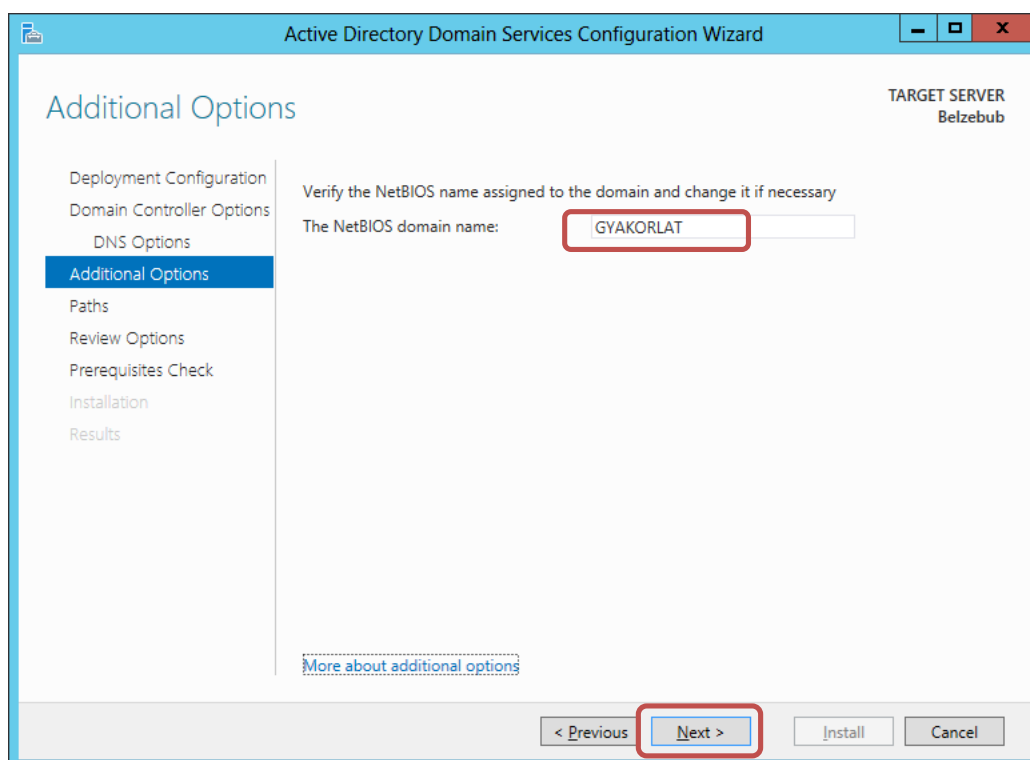 Active Directory Domain Services Configuration Wizard
Additional Options
TARGET SERVER
Belzebub
Deployment Configuration
Domain Controller Options
DNS Options
Additional Options
Paths
Review Options
Prerequisites Check
Installation
Results
Verify the NetBIOS name assigned to the domain and change it if necessary
The NetBIOS domain name: GYAKORLAT
More about additional options
< Previous Next > Install Cancel